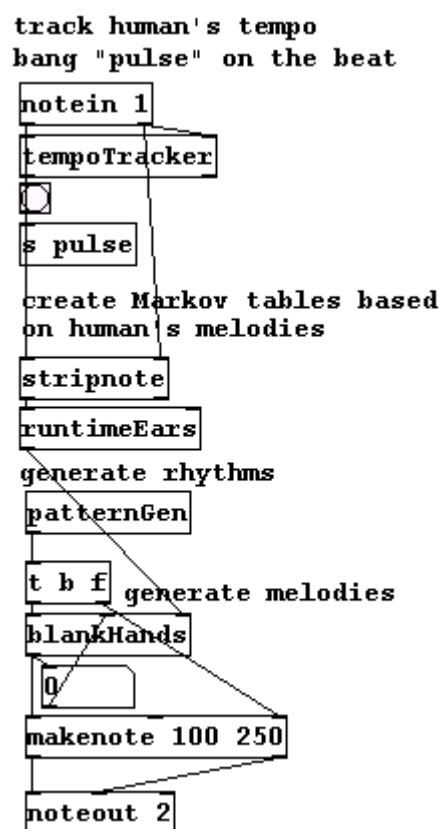 track human's tempo
bang "pulse" on the beat
notein 1
tempoTracker
s pulse
create Markov tables based
on human's melodies
stripnote
runtimeEars
generate rhythms
patternGen
t b f
generate melodies
blankHands
0
makenote 100 250
noteout 2